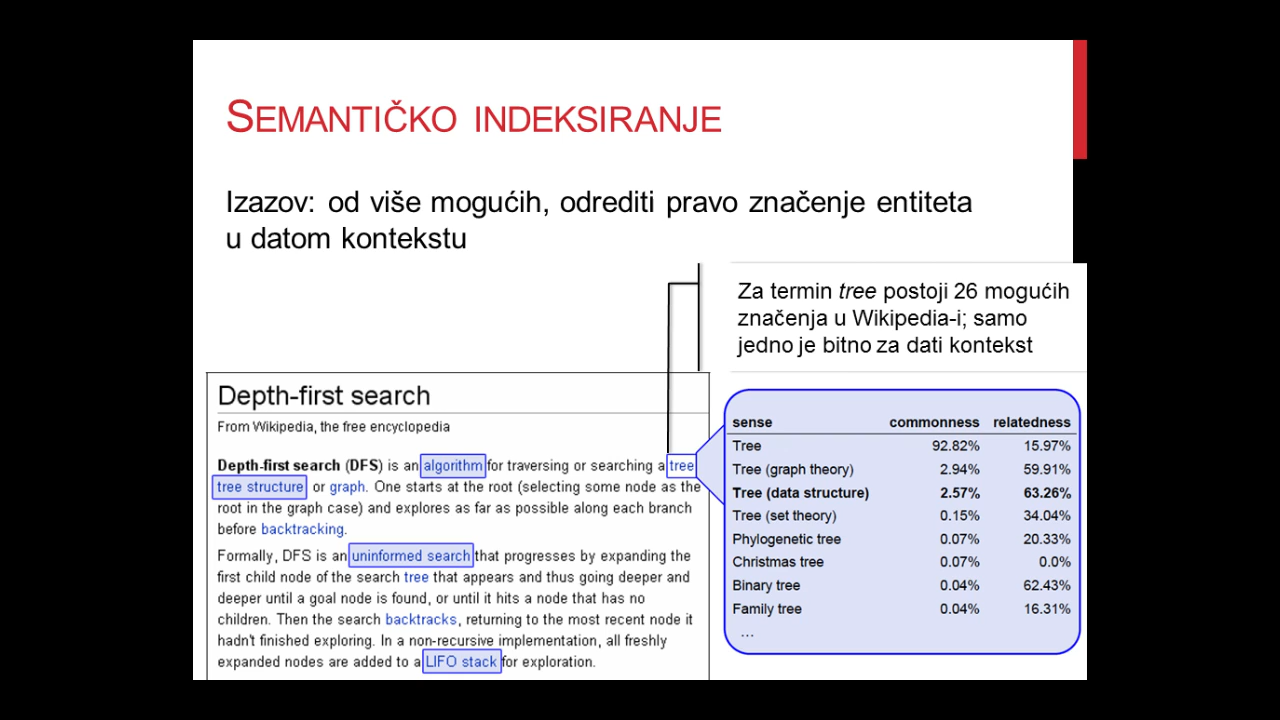 SEMANTIČKO INDEKSIRANJE
Izazov: od više mogućih, odrediti pravo značenje entiteta
u datom kontekstu
Za termin tree postoji 26 mogućih
značenja u Wikipedia-i; samo
jedno je bitno za dati kontekst
Depth-first search
From Wikipedia, the free encyclopedia
Depth-first search (DFS) is an algorithm for traversing or searching a tree
tree structure or graph. One starts at the root (selecting some node as the
root in the graph case) and explores as far as possible along each branch
before backtracking.
Formally, DFS is an uninformed search that progresses by expanding the
first child node of the search tree that appears and thus going deeper and
deeper until a goal node is found, or until it hits a node that has no
children. Then the search backtracks, returning to the most recent node it
hadn't finished exploring. In a non-recursive implementation, all freshly
expanded nodes are added to a LIFO stack for exploration.
sense commonness relatedness
Tree 92.82% 15.97%
Tree (graph theory) 2.94% 59.91%
Tree (data structure) 2.57% 63.26%
Tree (set theory) 0.15% 34.04%
Phylogenetic tree 0.07% 20.33%
Christmas tree 0.07% 0.0%
Binary tree 0.04% 62.43%
Family tree 0.04% 16.31%
...